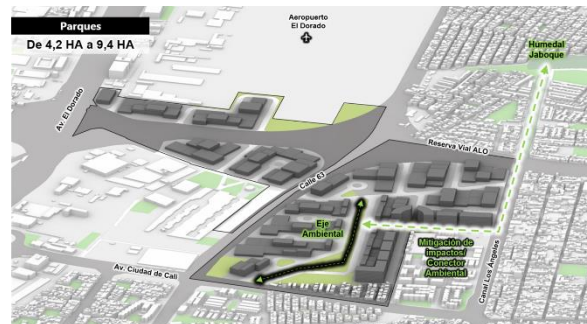 Parques
De 4,2 HA a 9,4 HA
Aeropuerto
El Dorado
Humedal
Jaboque
Av. El Dorado
Reserva Vial ALO
Calle 63
Eje
Ambiental
Mitigación de
impactos/
Conector
Ambiental
Av. Ciudad de Cali
Canal Los Ángeles